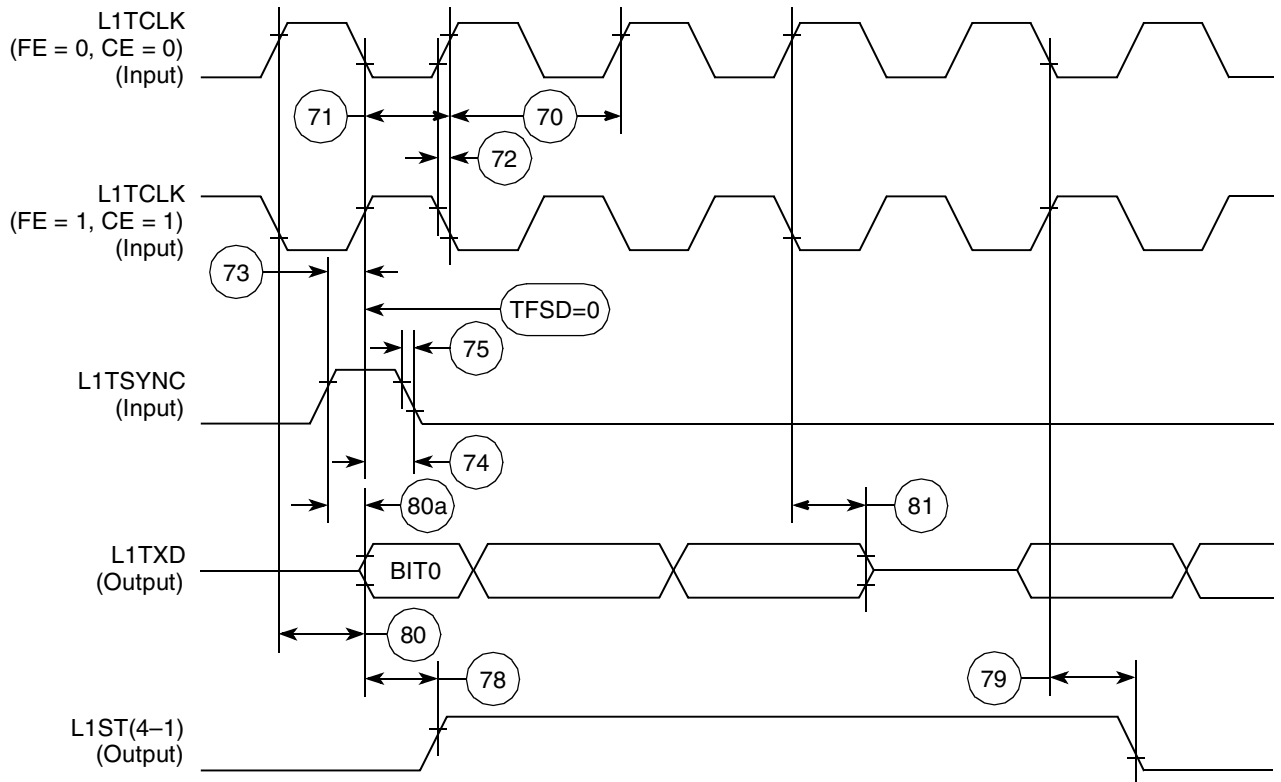 L1TCLK
(FE = 0, CE = 0)
(Input)
71
70
72
L1TCLK
(FE = 1, CE = 1)
(Input)
73
TFSD=0
75
L1TSYNC
(Input)
74
80a
81
L1TXD
(Output)
BIT0
80
78
79
L1ST(4–1)
(Output)